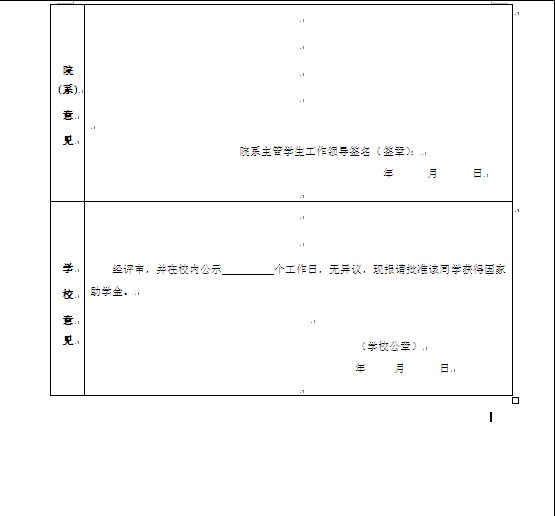 院
(系)
意
见
院系主管学生工作领导签名（签章）：
年 月 日
学
校
意
见
经评审，并在校内公示________个工作日，无异议，现报请批准该同学获得国家
助学金。
（学校公章）
年 月 日